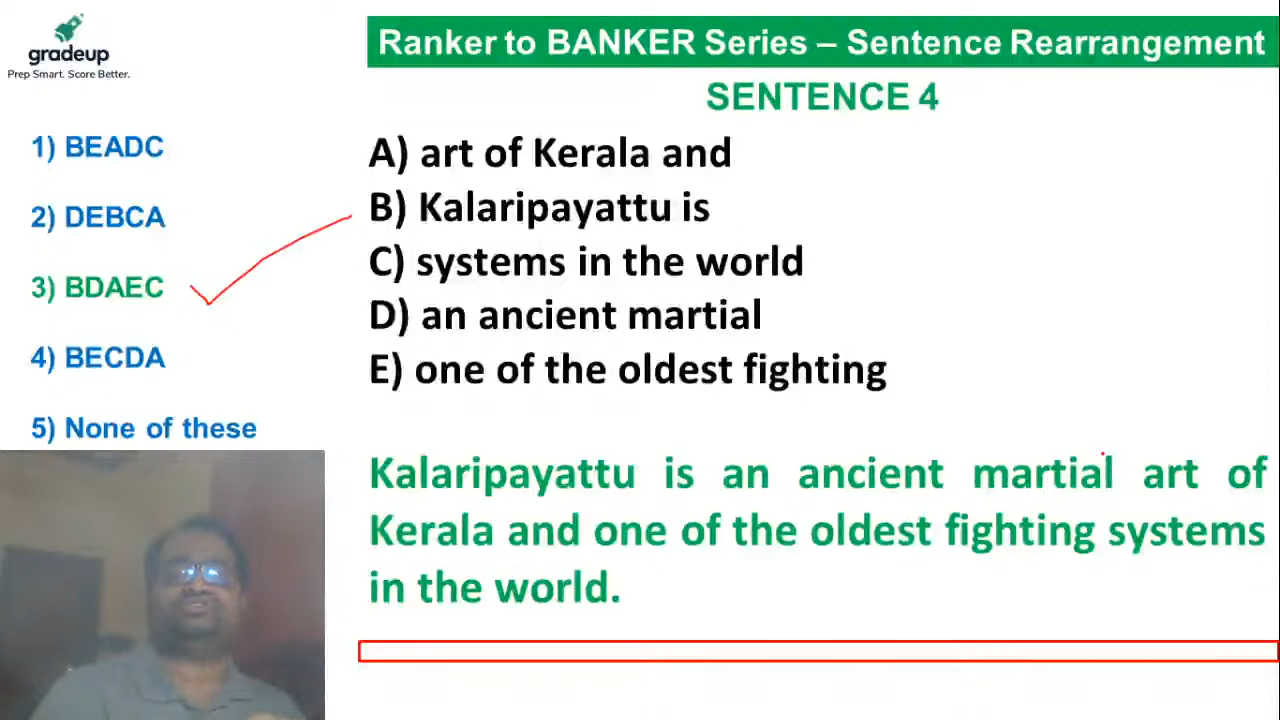 gradeup
Prep Smart. Score Better.
Ranker to BANKER Series – Sentence Rearrangement
SENTENCE 4
1) BEADC
2) DEBCA
3) BDAEC
4) BECDA
5) None of these
A) art of Kerala and
B) Kalaripayattu is
C) systems in the world
D) an ancient martial
E) one of the oldest fighting
Kalaripayattu is an ancient martial art of
Kerala and one of the oldest fighting systems
in the world.